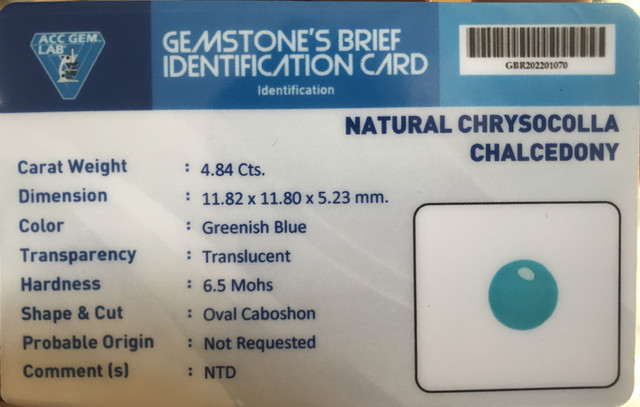 ACC GEM
LAB
GEMSTONE'S BRIEF
IDENTIFICATION CARD
Identification
GBR202201070
NATURAL CHRYSOCOLLA
CHALCEDONY
Carat Weight : 4.84 Cts.
Dimension : 11.82 x 11.80 x 5.23 mm.
Color : Greenish Blue
Transparency : Translucent
Hardness : 6.5 Mohs
Shape & Cut : Oval Caboshon
Probable Origin : Not Requested
Comment (s) : NTD